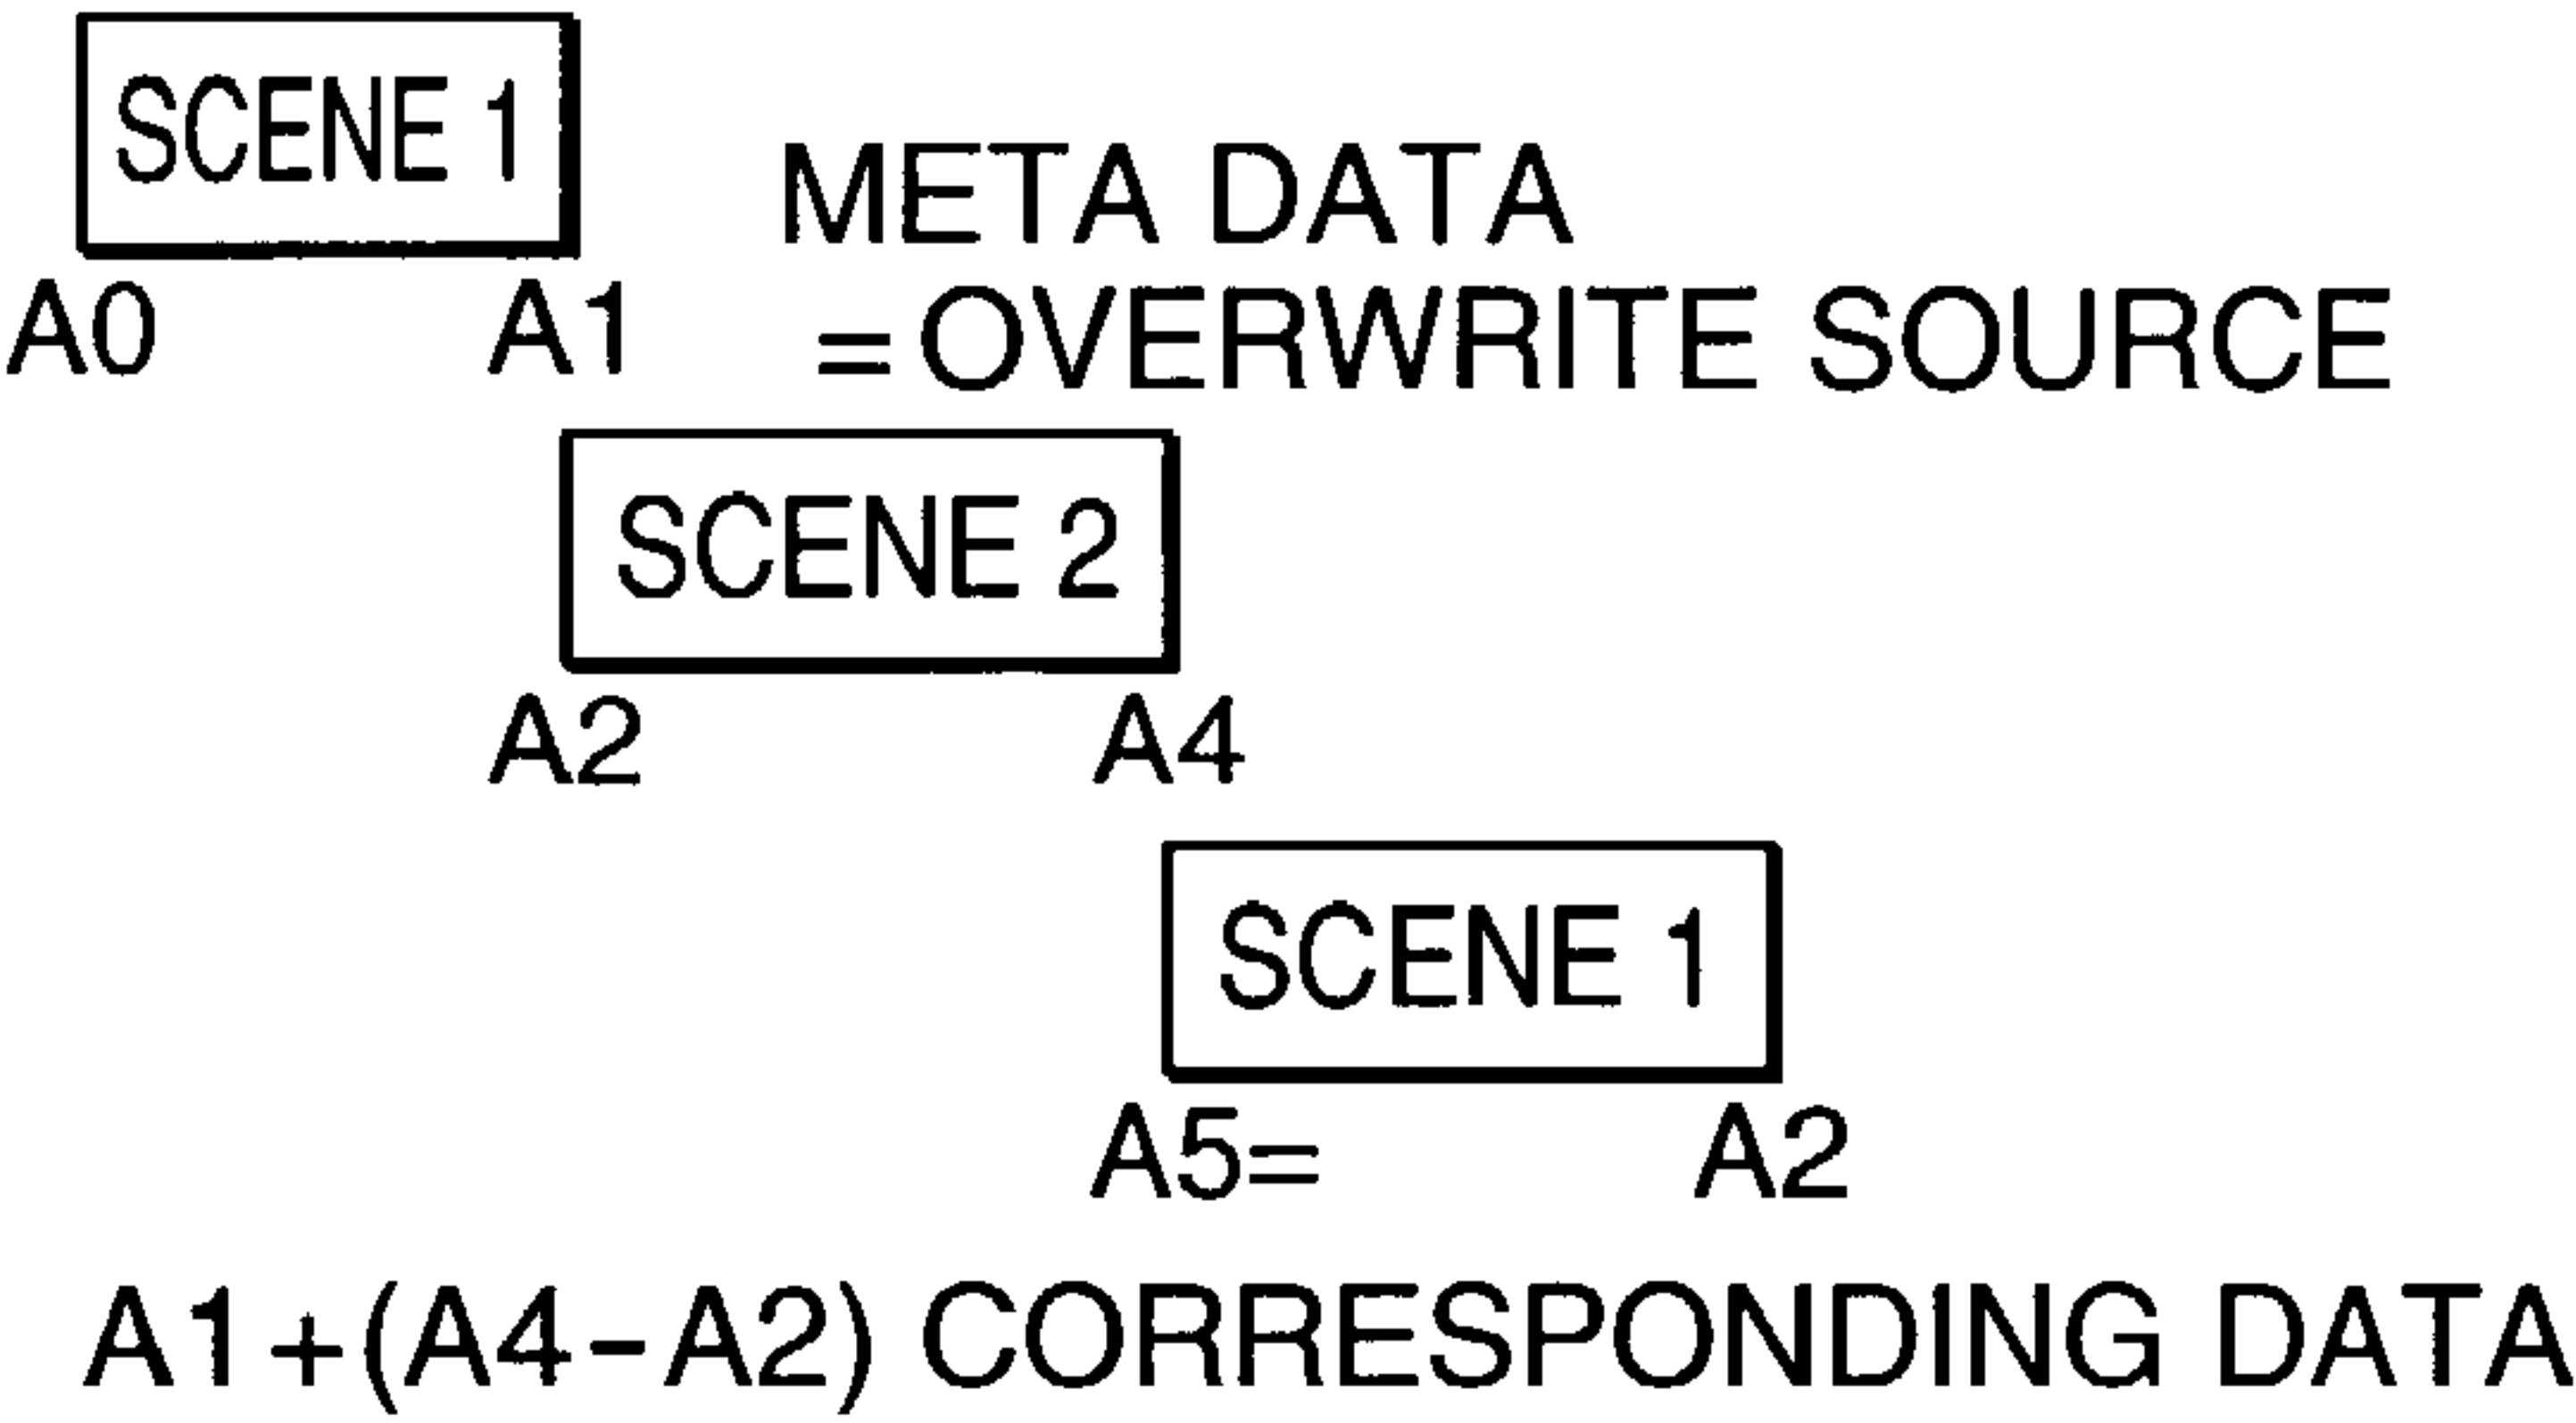 SCENE 1
A0 A1
META DATA
=OVERWRITE SOURCE
SCENE 2
A2 A4
SCENE 1
A5= A2
A1+(A4-A2) CORRESPONDING DATA